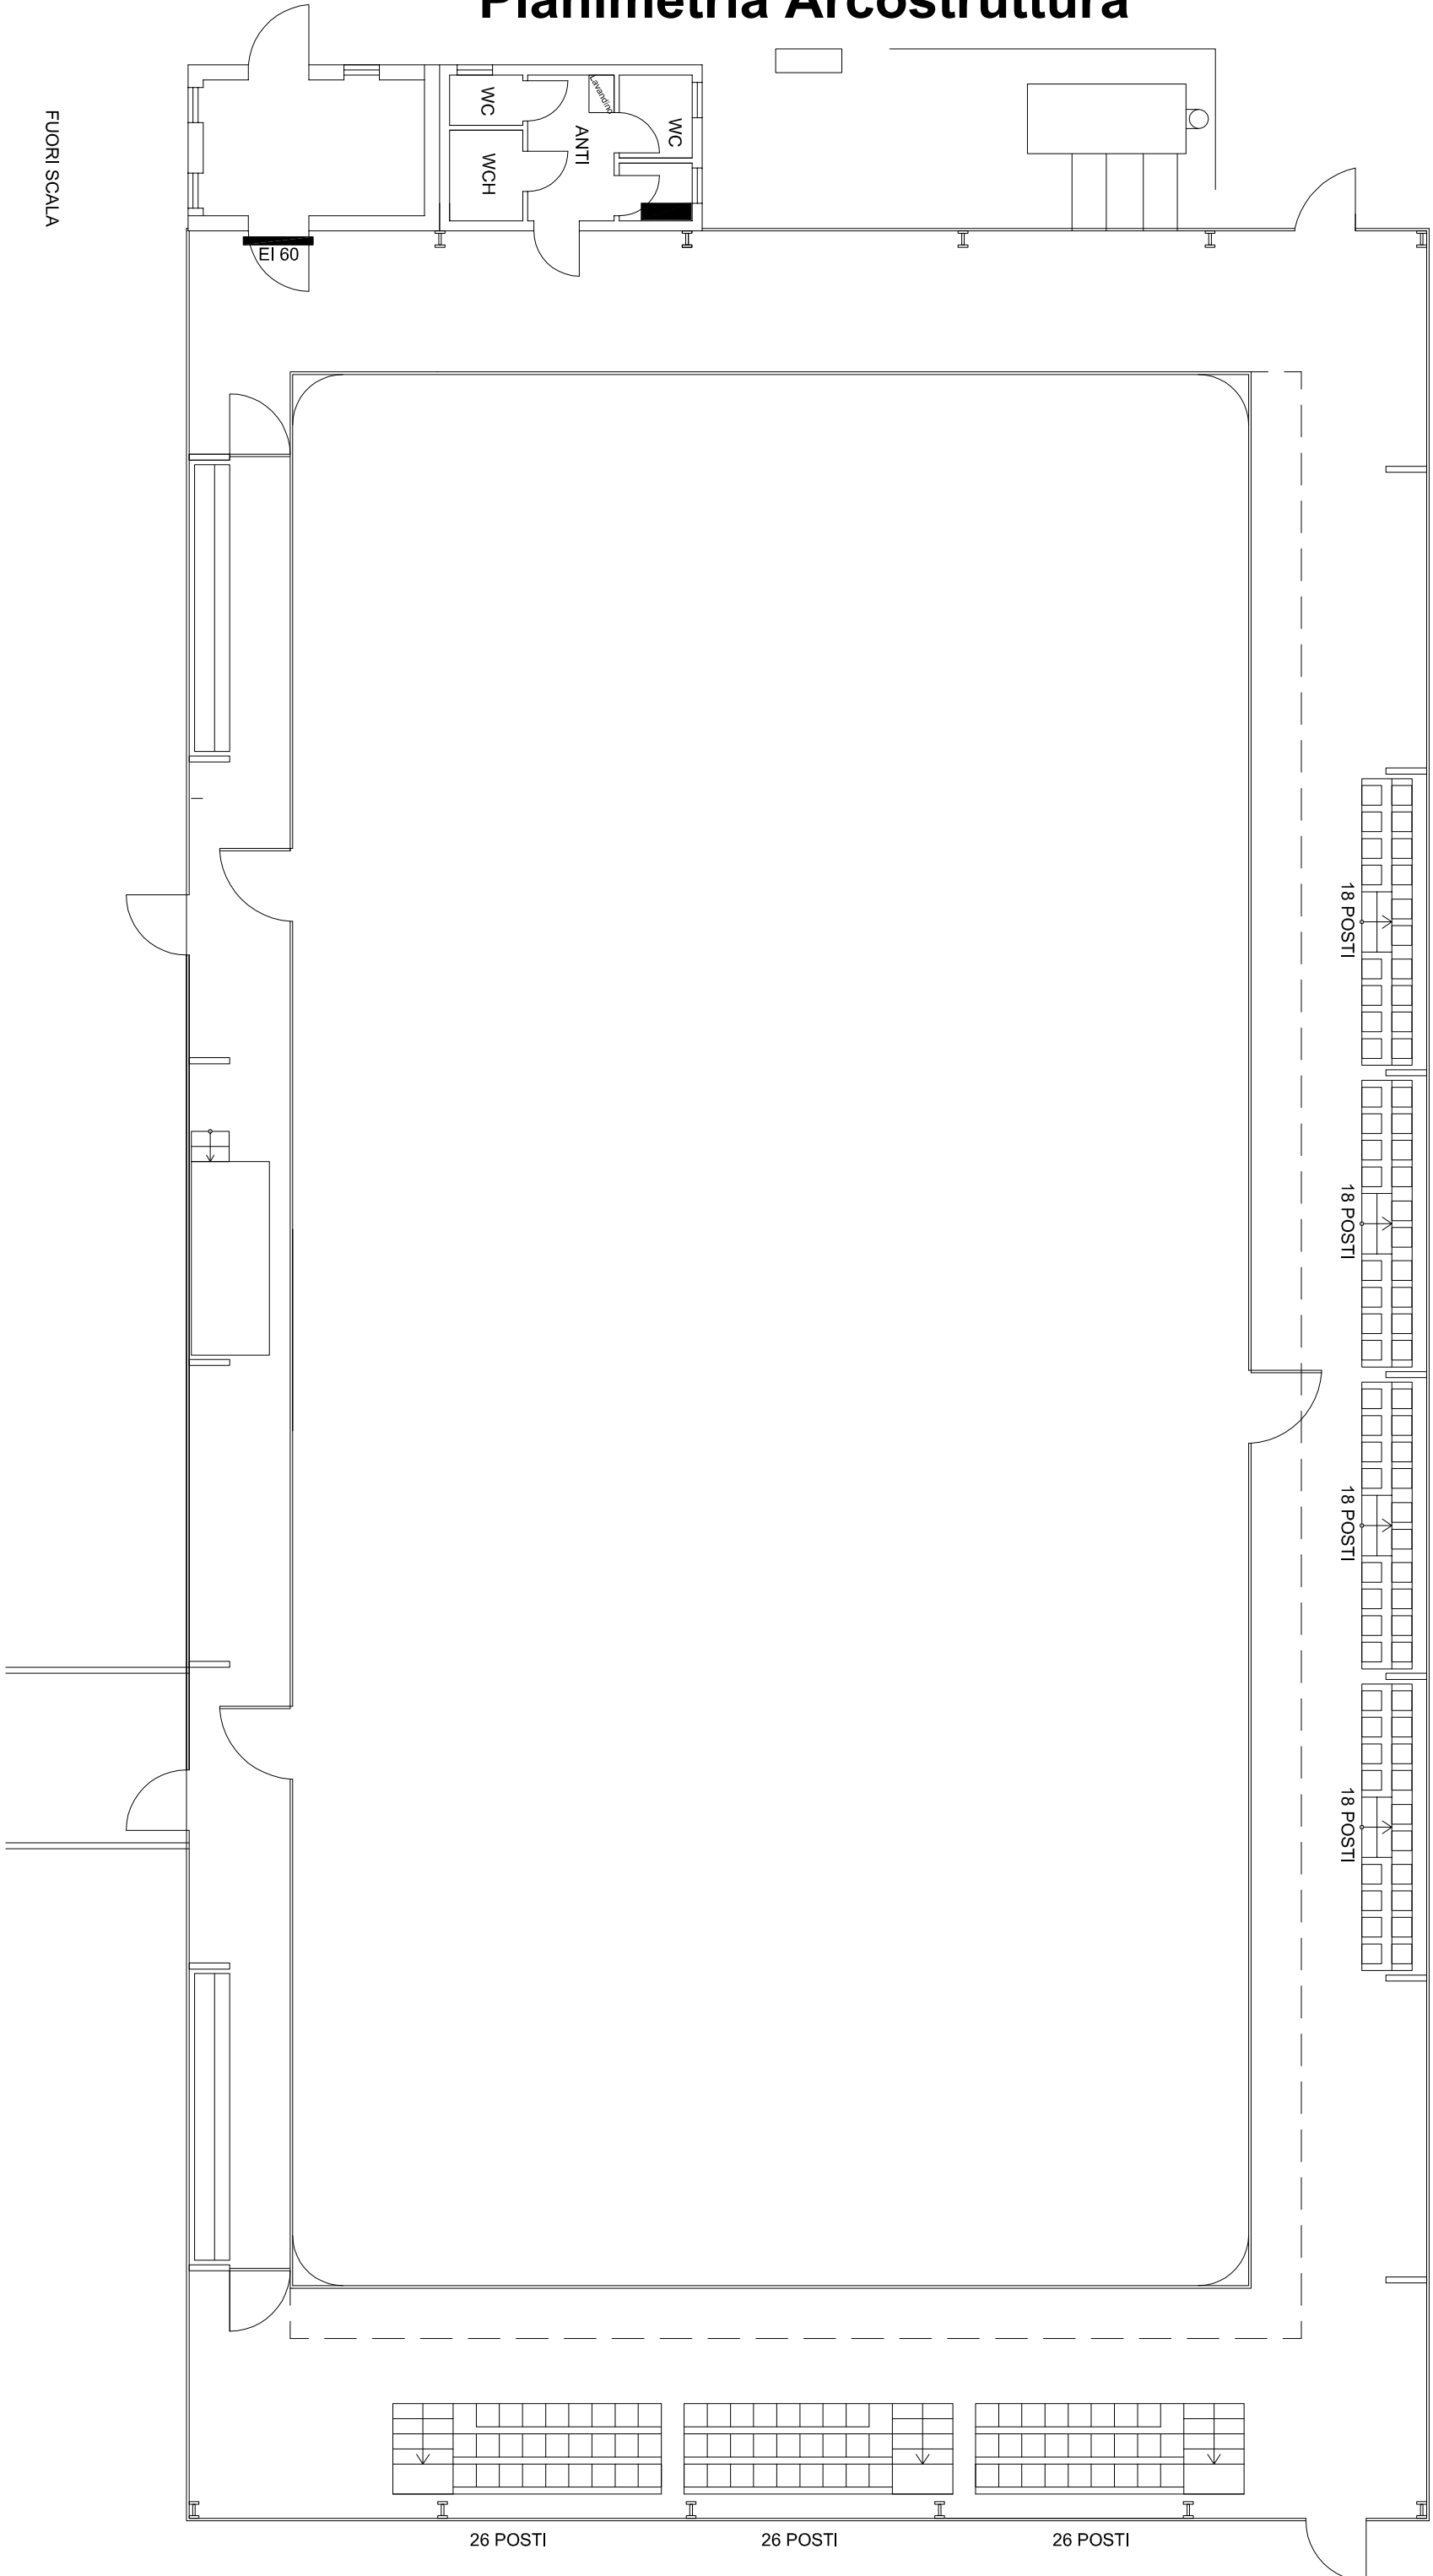 Planimetria Arcostruttura
FUORI SCALA
WC
WCH
ANTI
Lavandino
WC
EI 60
18 POSTI
18 POSTI
18 POSTI
18 POSTI
26 POSTI
26 POSTI
26 POSTI